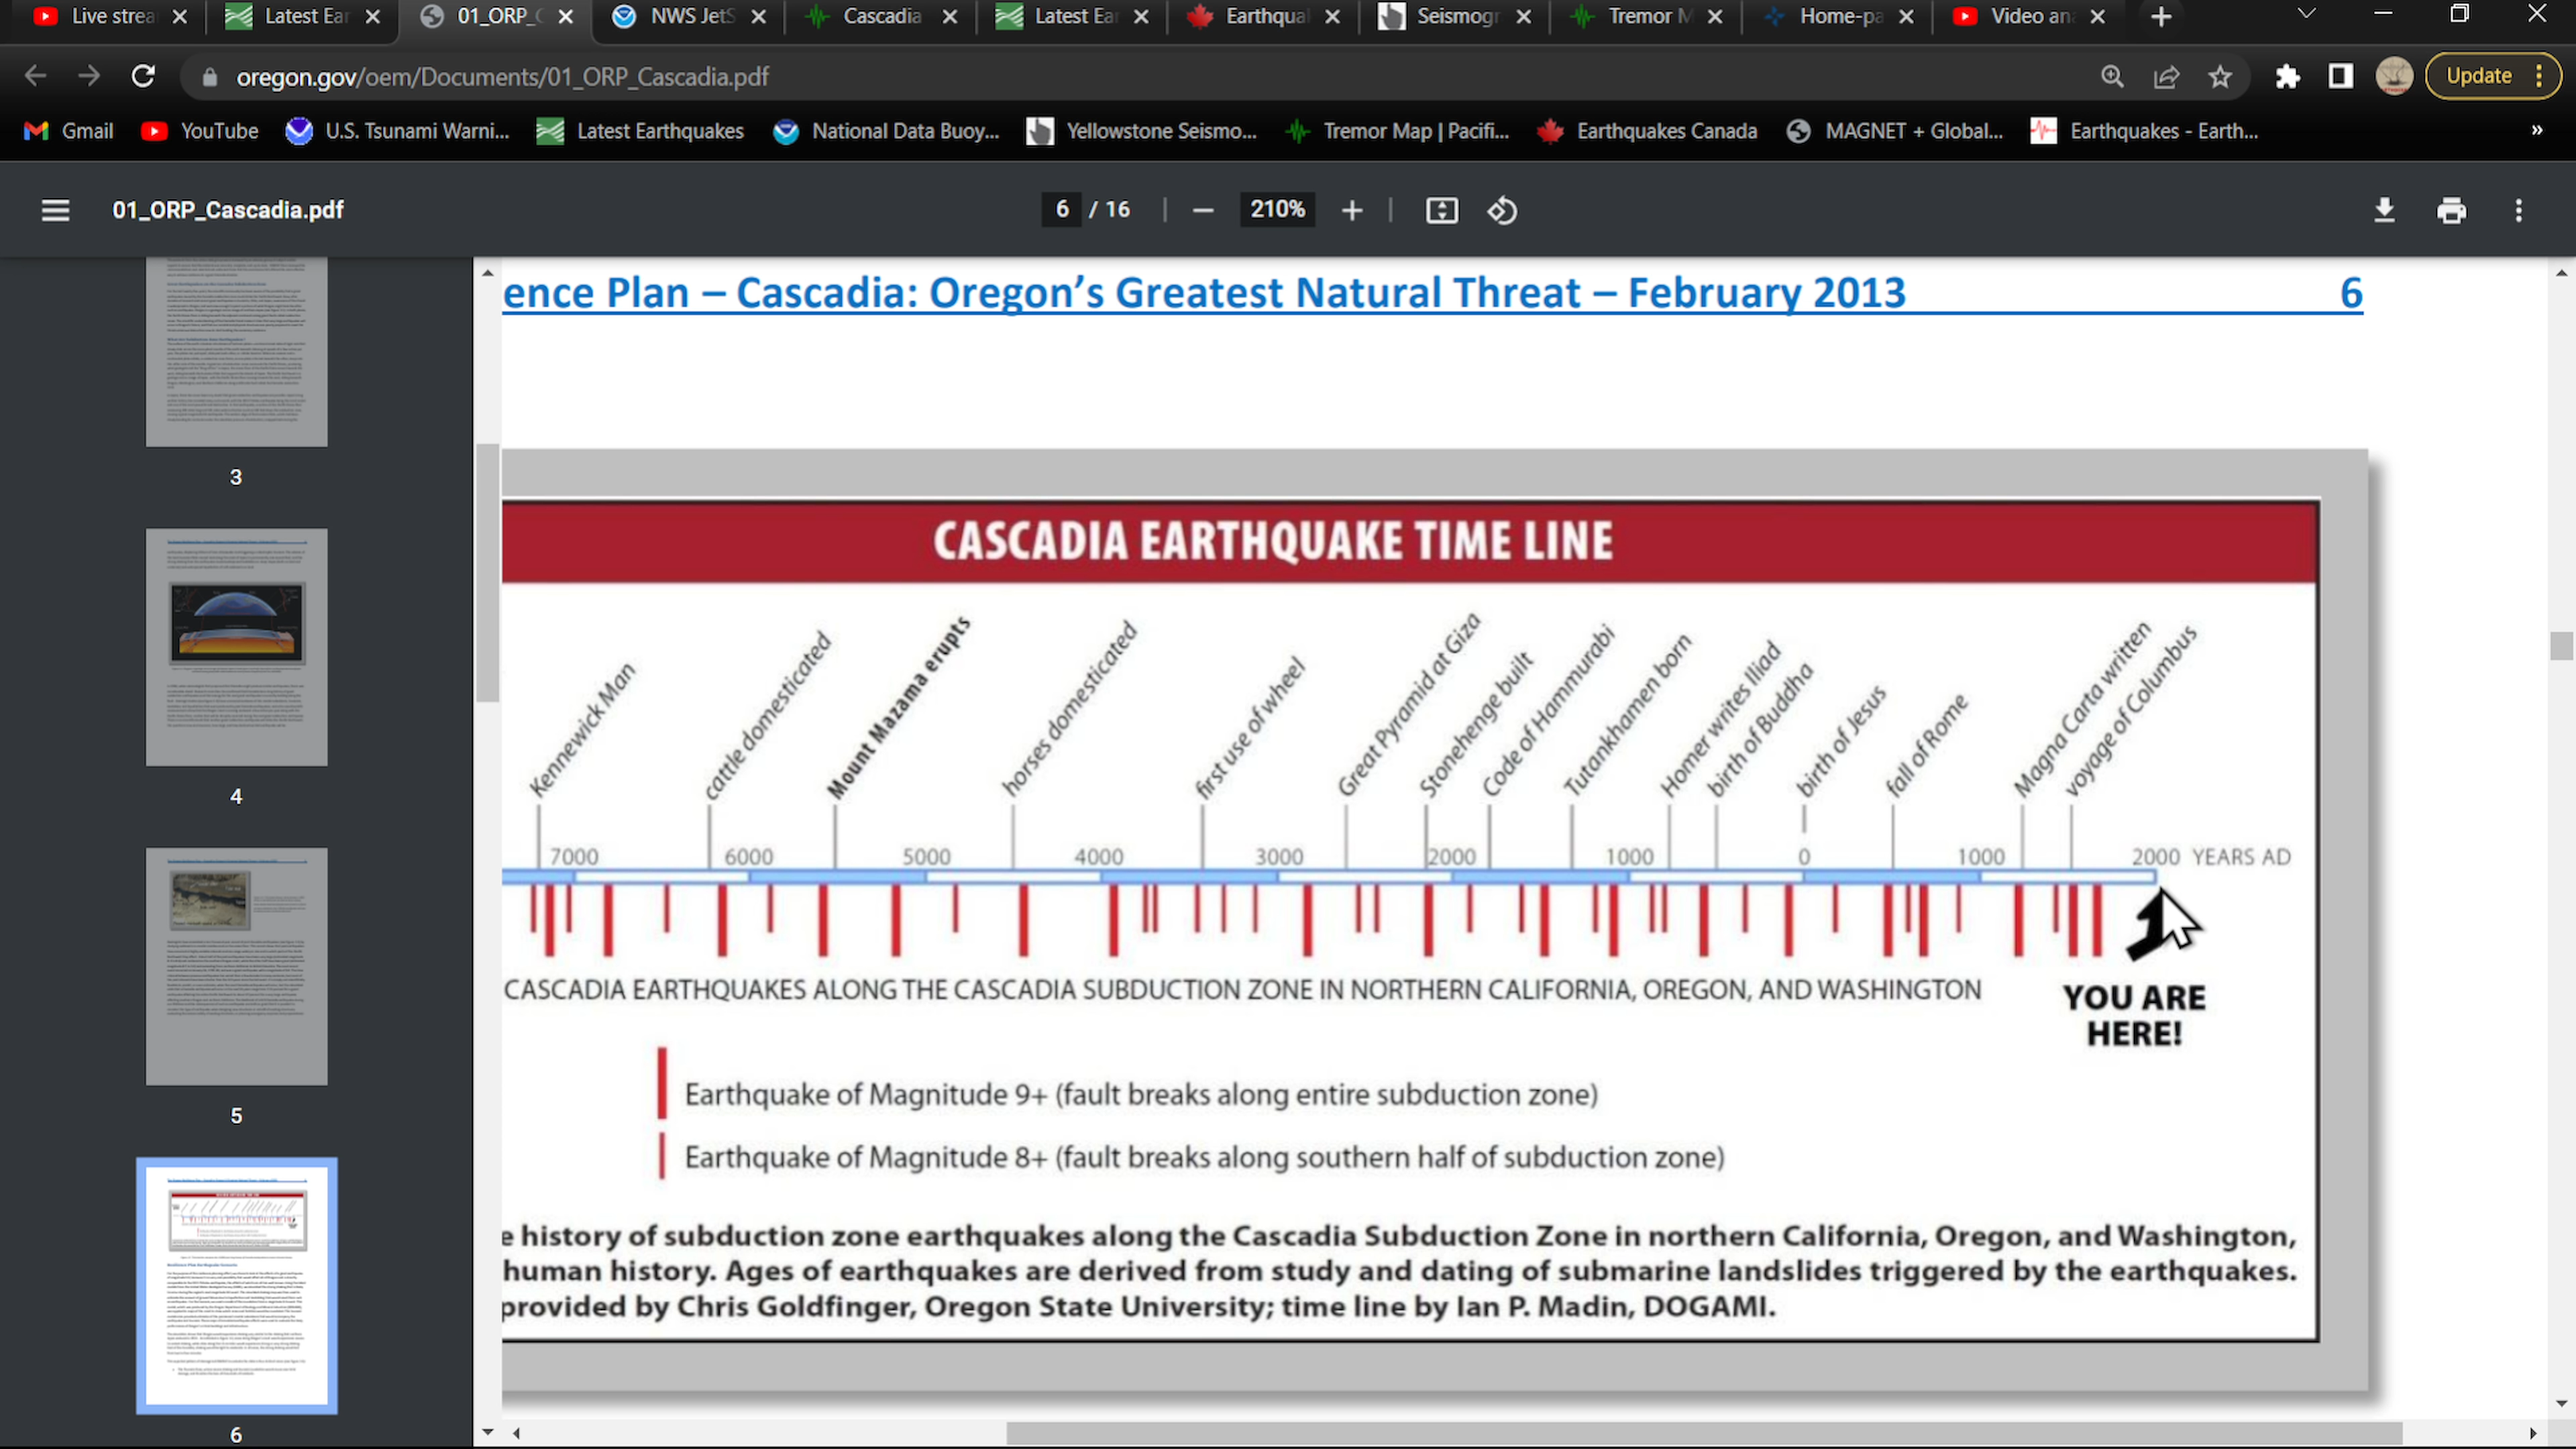 Live strea
Latest Ear
01_ORP_C
NWS JetS
Cascadia
Latest Ear
Earthqual
Seismogr
Tremor M
Home-pa
Video an
oregon.gov/oem/Documents/01_ORP_Cascadia.pdf
Update
Gmail
YouTube
U.S. Tsunami Warni...
Latest Earthquakes
National Data Buoy...
Yellowstone Seismo...
Tremor Map | Pacifi...
Earthquakes Canada
MAGNET + Global...
Earthquakes - Earth...
»
01_ORP_Cascadia.pdf
6 / 16
210%
3
4
5
6
ence Plan – Cascadia: Oregon's Greatest Natural Threat – February 2013 6
CASCADIA EARTHQUAKE TIME LINE
Kennewick Man
cattle domesticated
Mount Mazama erupts
horses domesticated
first use of wheel
Great Pyramid at Giza
Stonehenge built
Code of Hammurabi
Tutankhamen born
Homer writes Iliad
birth of Buddha
birth of Jesus
fall of Rome
Magna Carta written
voyage of Columbus
7000 6000 5000 4000 3000 2000 1000 0 1000 2000 YEARS AD
CASCADIA EARTHQUAKES ALONG THE CASCADIA SUBDUCTION ZONE IN NORTHERN CALIFORNIA, OREGON, AND WASHINGTON
YOU ARE
HERE!
Earthquake of Magnitude 9+ (fault breaks along entire subduction zone)
Earthquake of Magnitude 8+ (fault breaks along southern half of subduction zone)
e history of subduction zone earthquakes along the Cascadia Subduction Zone in northern California, Oregon, and Washington,
human history. Ages of earthquakes are derived from study and dating of submarine landslides triggered by the earthquakes.
provided by Chris Goldfinger, Oregon State University; time line by Ian P. Madin, DOGAMI.